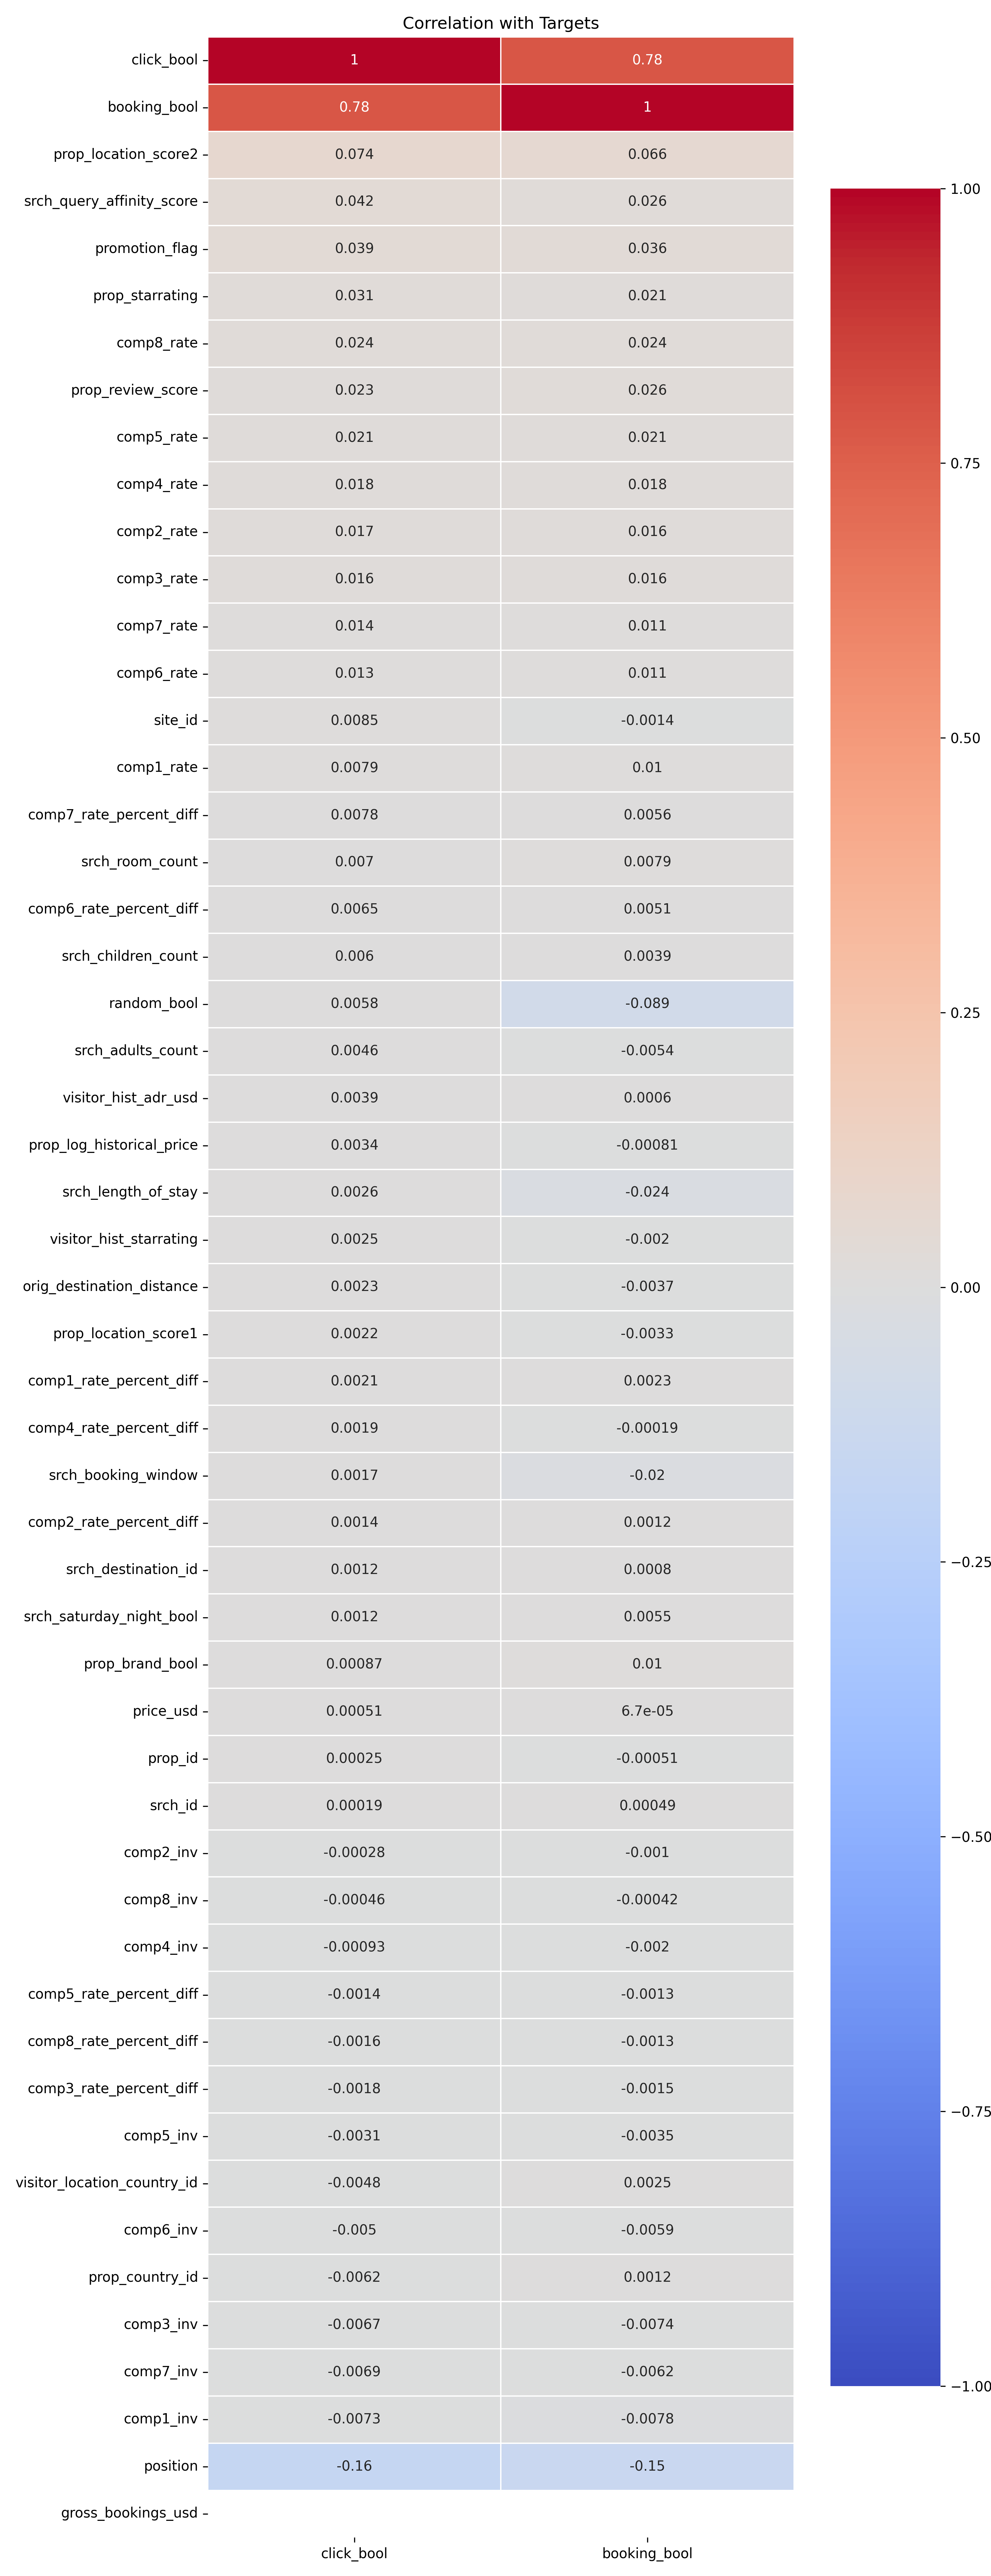 Correlation with Targets
click_bool 1 0.78
booking_bool 0.78 1
prop_location_score2 0.074 0.066
srch_query_affinity_score 0.042 0.026
promotion_flag 0.039 0.036
prop_starrating 0.031 0.021
comp8_rate 0.024 0.024
prop_review_score 0.023 0.026
comp5_rate 0.021 0.021
comp4_rate 0.018 0.018
comp2_rate 0.017 0.016
comp3_rate 0.016 0.016
comp7_rate 0.014 0.011
comp6_rate 0.013 0.011
site_id 0.0085 -0.0014
comp1_rate 0.0079 0.01
comp7_rate_percent_diff 0.0078 0.0056
srch_room_count 0.007 0.0079
comp6_rate_percent_diff 0.0065 0.0051
srch_children_count 0.006 0.0039
random_bool 0.0058 -0.089
srch_adults_count 0.0046 -0.0054
visitor_hist_adr_usd 0.0039 0.0006
prop_log_historical_price 0.0034 -0.00081
srch_length_of_stay 0.0026 -0.024
visitor_hist_starrating 0.0025 -0.002
orig_destination_distance 0.0023 -0.0037
prop_location_score1 0.0022 -0.0033
comp1_rate_percent_diff 0.0021 0.0023
comp4_rate_percent_diff 0.0019 -0.00019
srch_booking_window 0.0017 -0.02
comp2_rate_percent_diff 0.0014 0.0012
srch_destination_id 0.0012 0.0008
srch_saturday_night_bool 0.0012 0.0055
prop_brand_bool 0.00087 0.01
price_usd 0.00051 6.7e-05
prop_id 0.00025 -0.00051
srch_id 0.00019 0.00049
comp2_inv -0.00028 -0.001
comp8_inv -0.00046 -0.00042
comp4_inv -0.00093 -0.002
comp5_rate_percent_diff -0.0014 -0.0013
comp8_rate_percent_diff -0.0016 -0.0013
comp3_rate_percent_diff -0.0018 -0.0015
comp5_inv -0.0031 -0.0035
visitor_location_country_id -0.0048 0.0025
comp6_inv -0.005 -0.0059
prop_country_id -0.0062 0.0012
comp3_inv -0.0067 -0.0074
comp7_inv -0.0069 -0.0062
comp1_inv -0.0073 -0.0078
position -0.16 -0.15
gross_bookings_usd
click_bool booking_bool
1.00
0.75
0.50
0.25
0.00
−0.25
−0.50
−0.75
−1.00